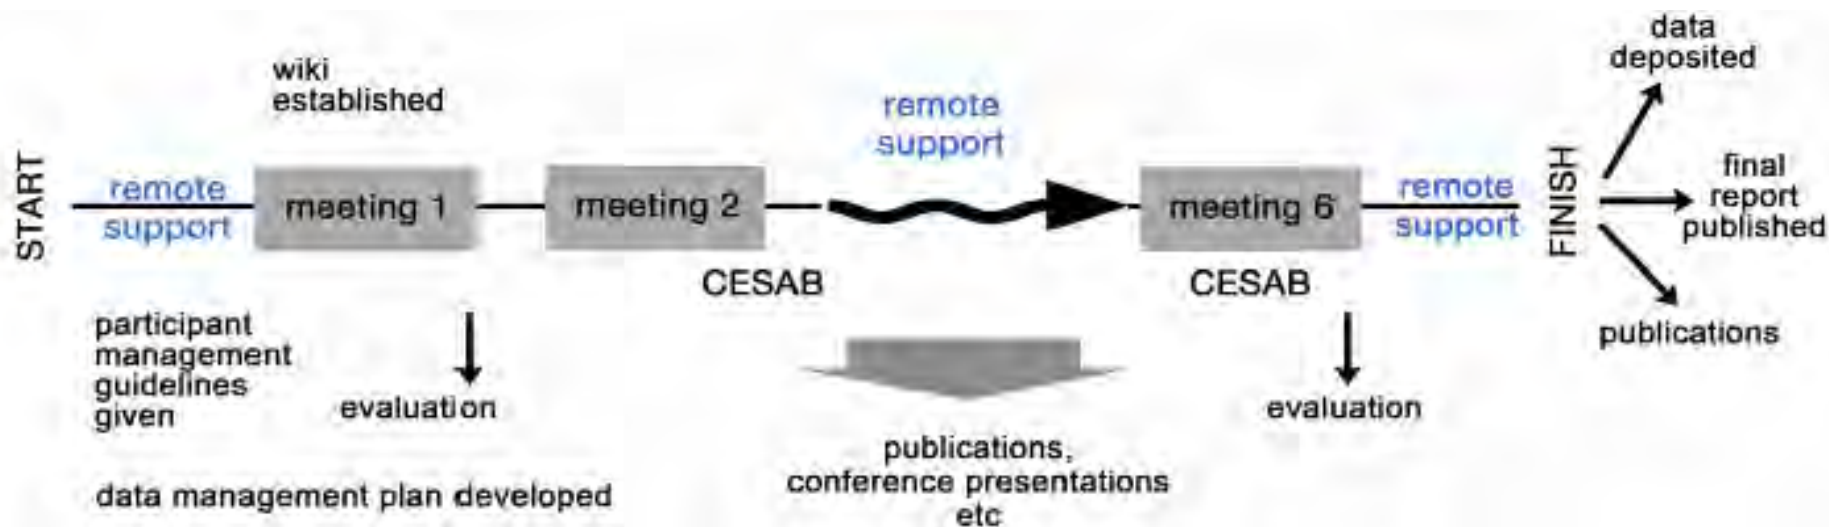 START
remote
support
wiki
established
meeting 1
participant
management
guidelines
given
evaluation
data management plan developed
meeting 2
CESAB
remote
support
publications,
conference presentations
etc
meeting 6
CESAB
evaluation
remote
support
FINISH
data
deposited
final
report
published
publications